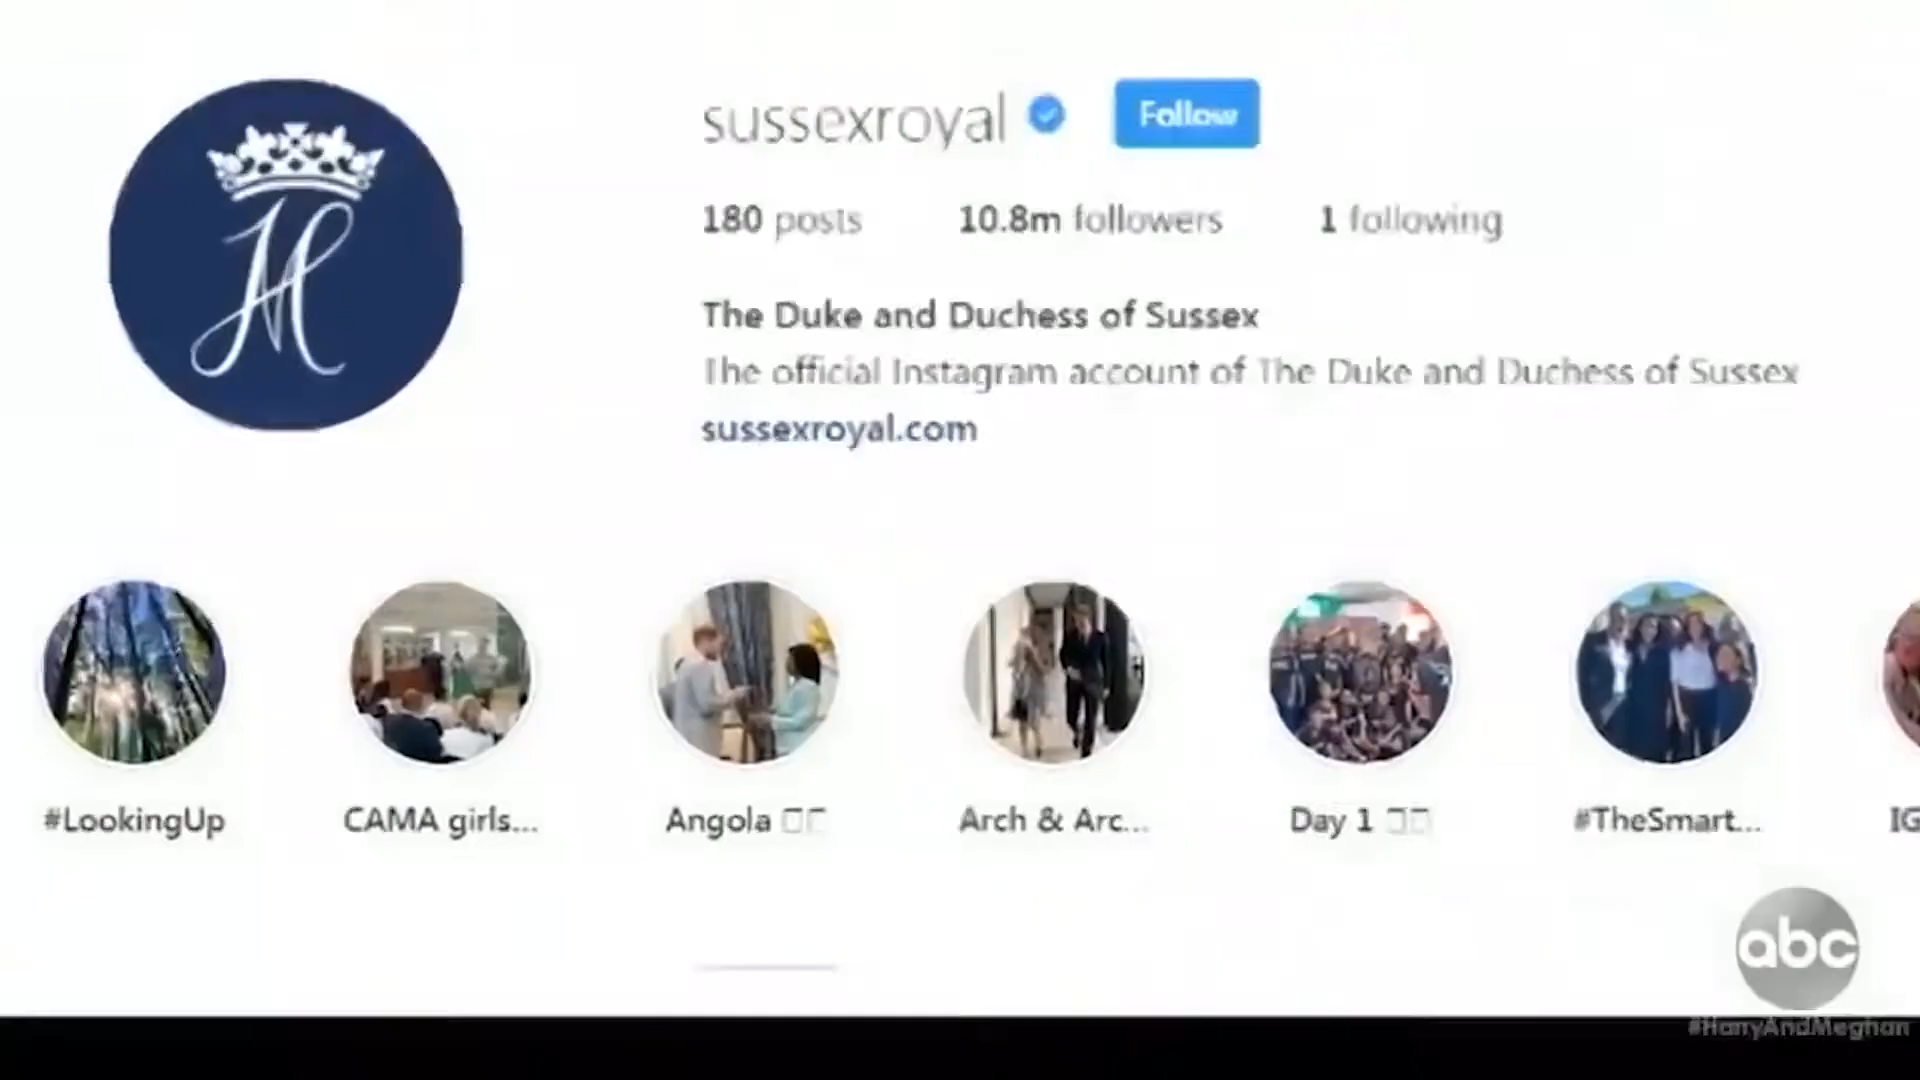 sussexroyal
Follow
180 posts
10.8m followers
1 following
The Duke and Duchess of Sussex
The official Instagram account of The Duke and Duchess of Sussex
sussexroyal.com
#LookingUp
CAMA girls...
Angola
Arch & Arc...
Day 1
#TheSmart...
IG
abc
#HarryAndMeghan